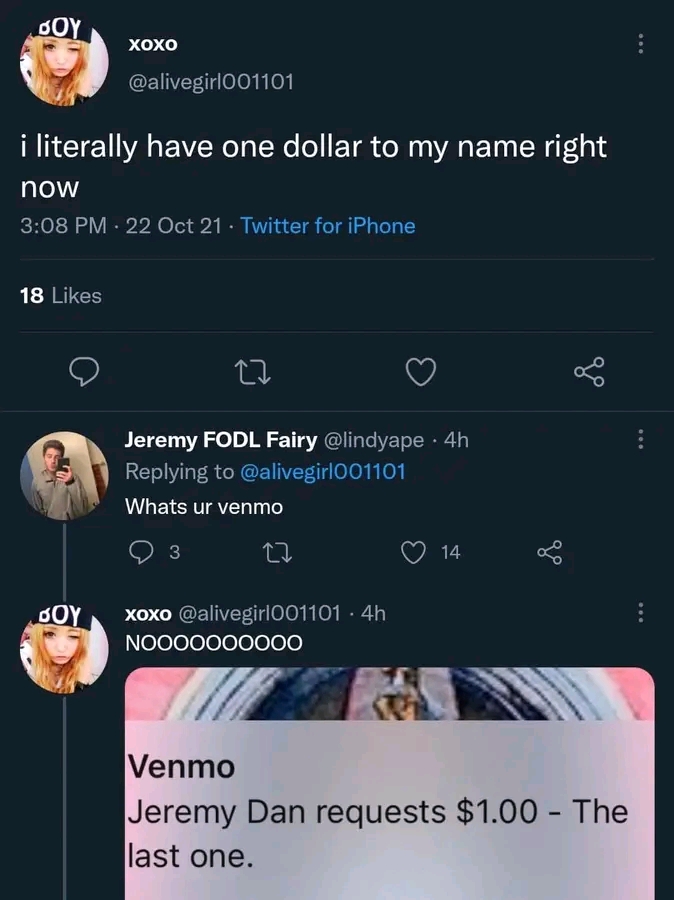 BOY
xoxo
@alivegirl001101
i literally have one dollar to my name right
now
3:08 PM · 22 Oct 21 · Twitter for iPhone
18 Likes
Jeremy FODL Fairy @lindyape · 4h
Replying to @alivegirl001101
Whats ur venmo
3
14
BOY
xoxo @alivegirl001101 · 4h
NOOOOOOOOOO
Venmo
Jeremy Dan requests $1.00 - The
last one.